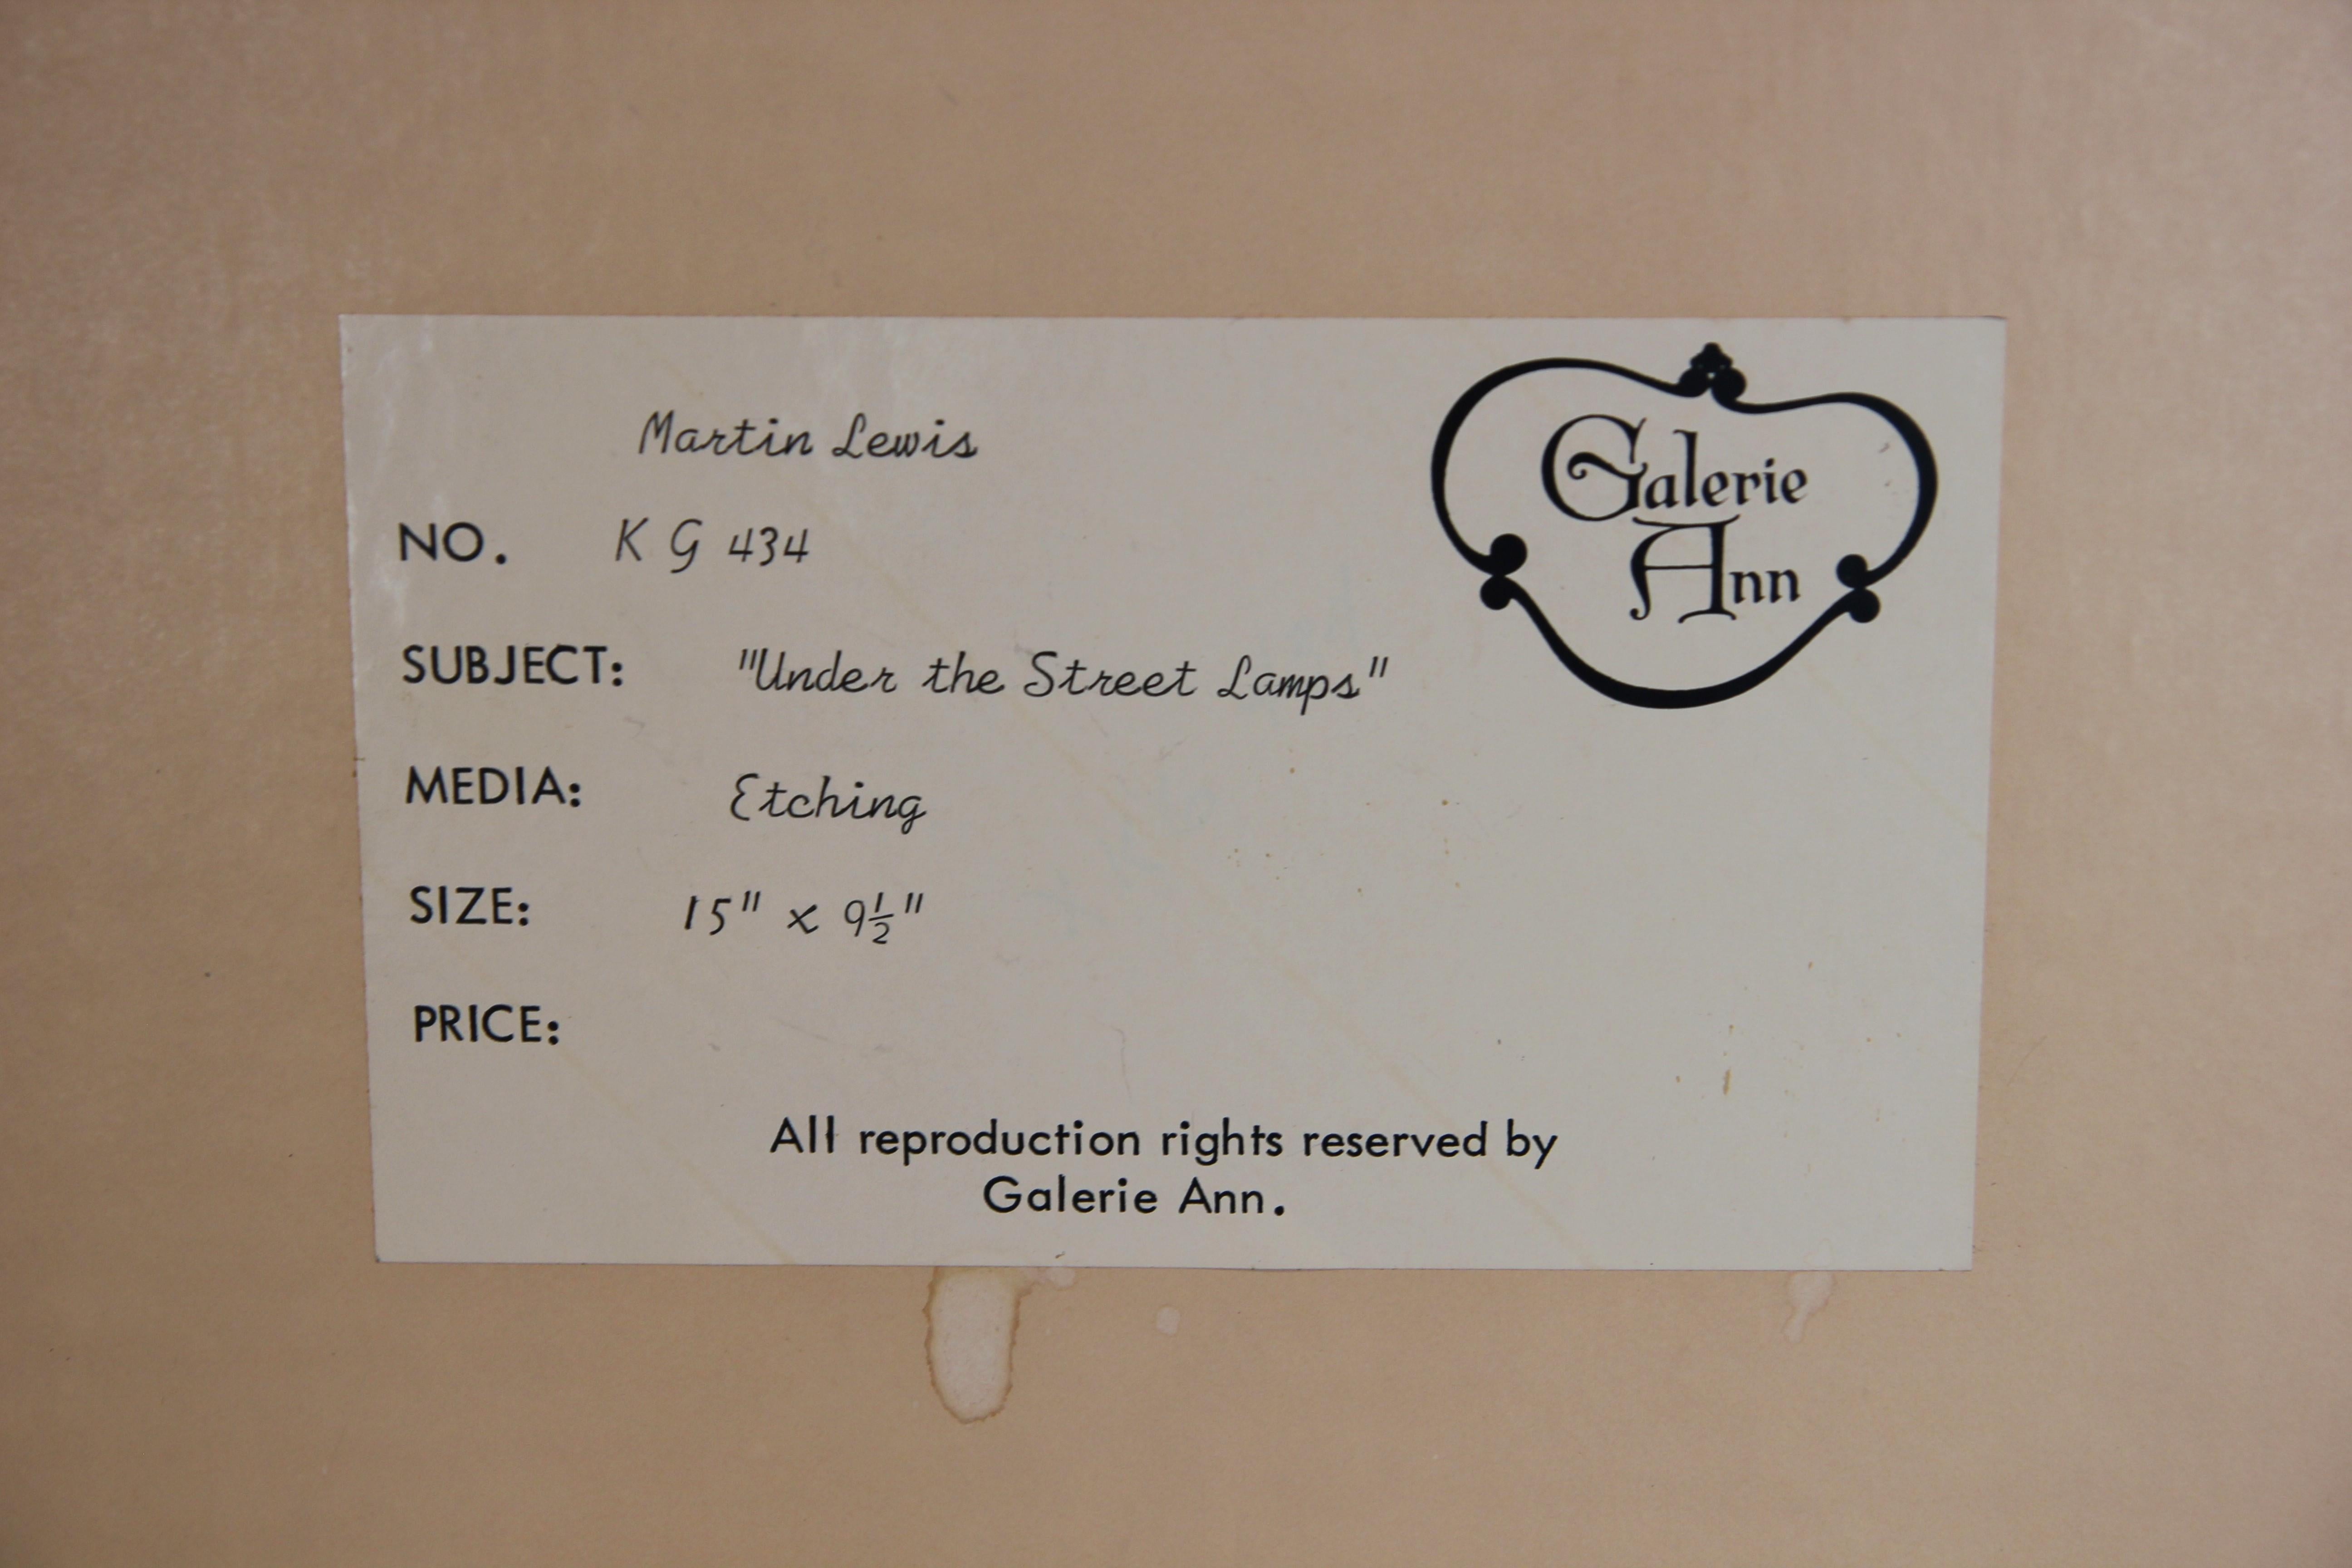 Martin Lewis
Galerie
Ann
NO. K G 434
SUBJECT: "Under the Street Lamps"
MEDIA: Etching
SIZE: 15" x 9½"
PRICE:
All reproduction rights reserved by
Galerie Ann.